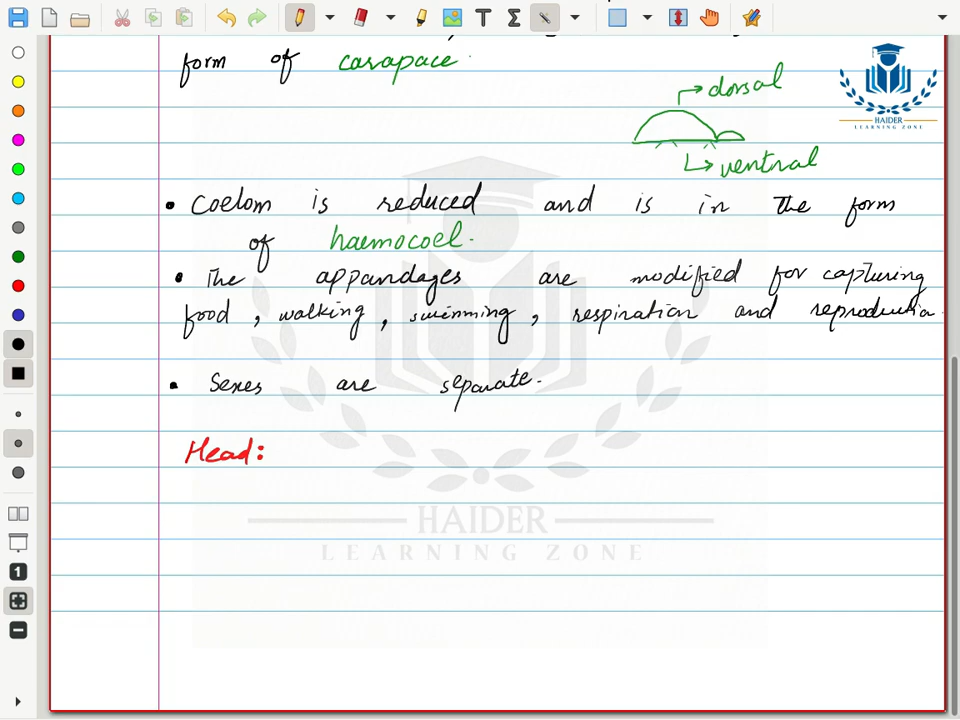 form of carapace.
dorsal
ventral
HAIDER
LEARNING ZONE
• Coelom is reduced and is in the form
of haemocoel.
• The appandages are modified for capturing
food, walking, swimming, respiration and reproduction.
• Sexes are separate.
Head:
HAIDER
LEARNING ZONE